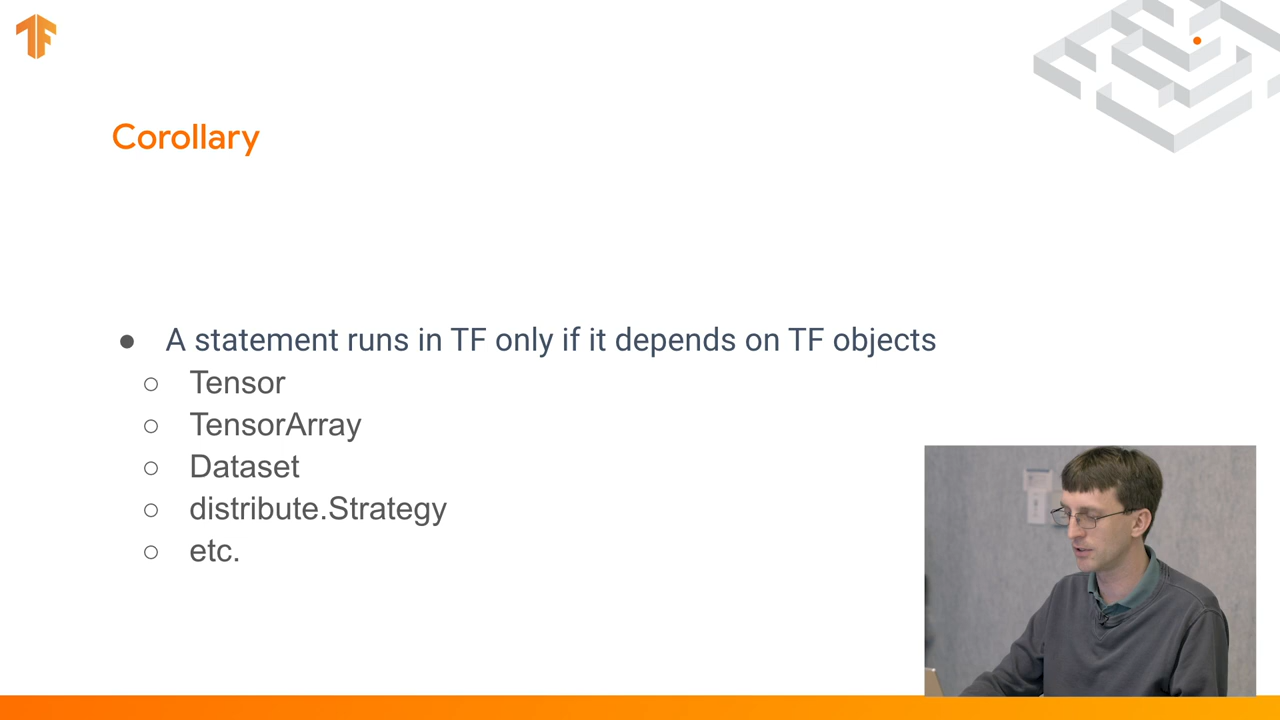 Corollary
● A statement runs in TF only if it depends on TF objects
○ Tensor
○ TensorArray
○ Dataset
○ distribute.Strategy
○ etc.